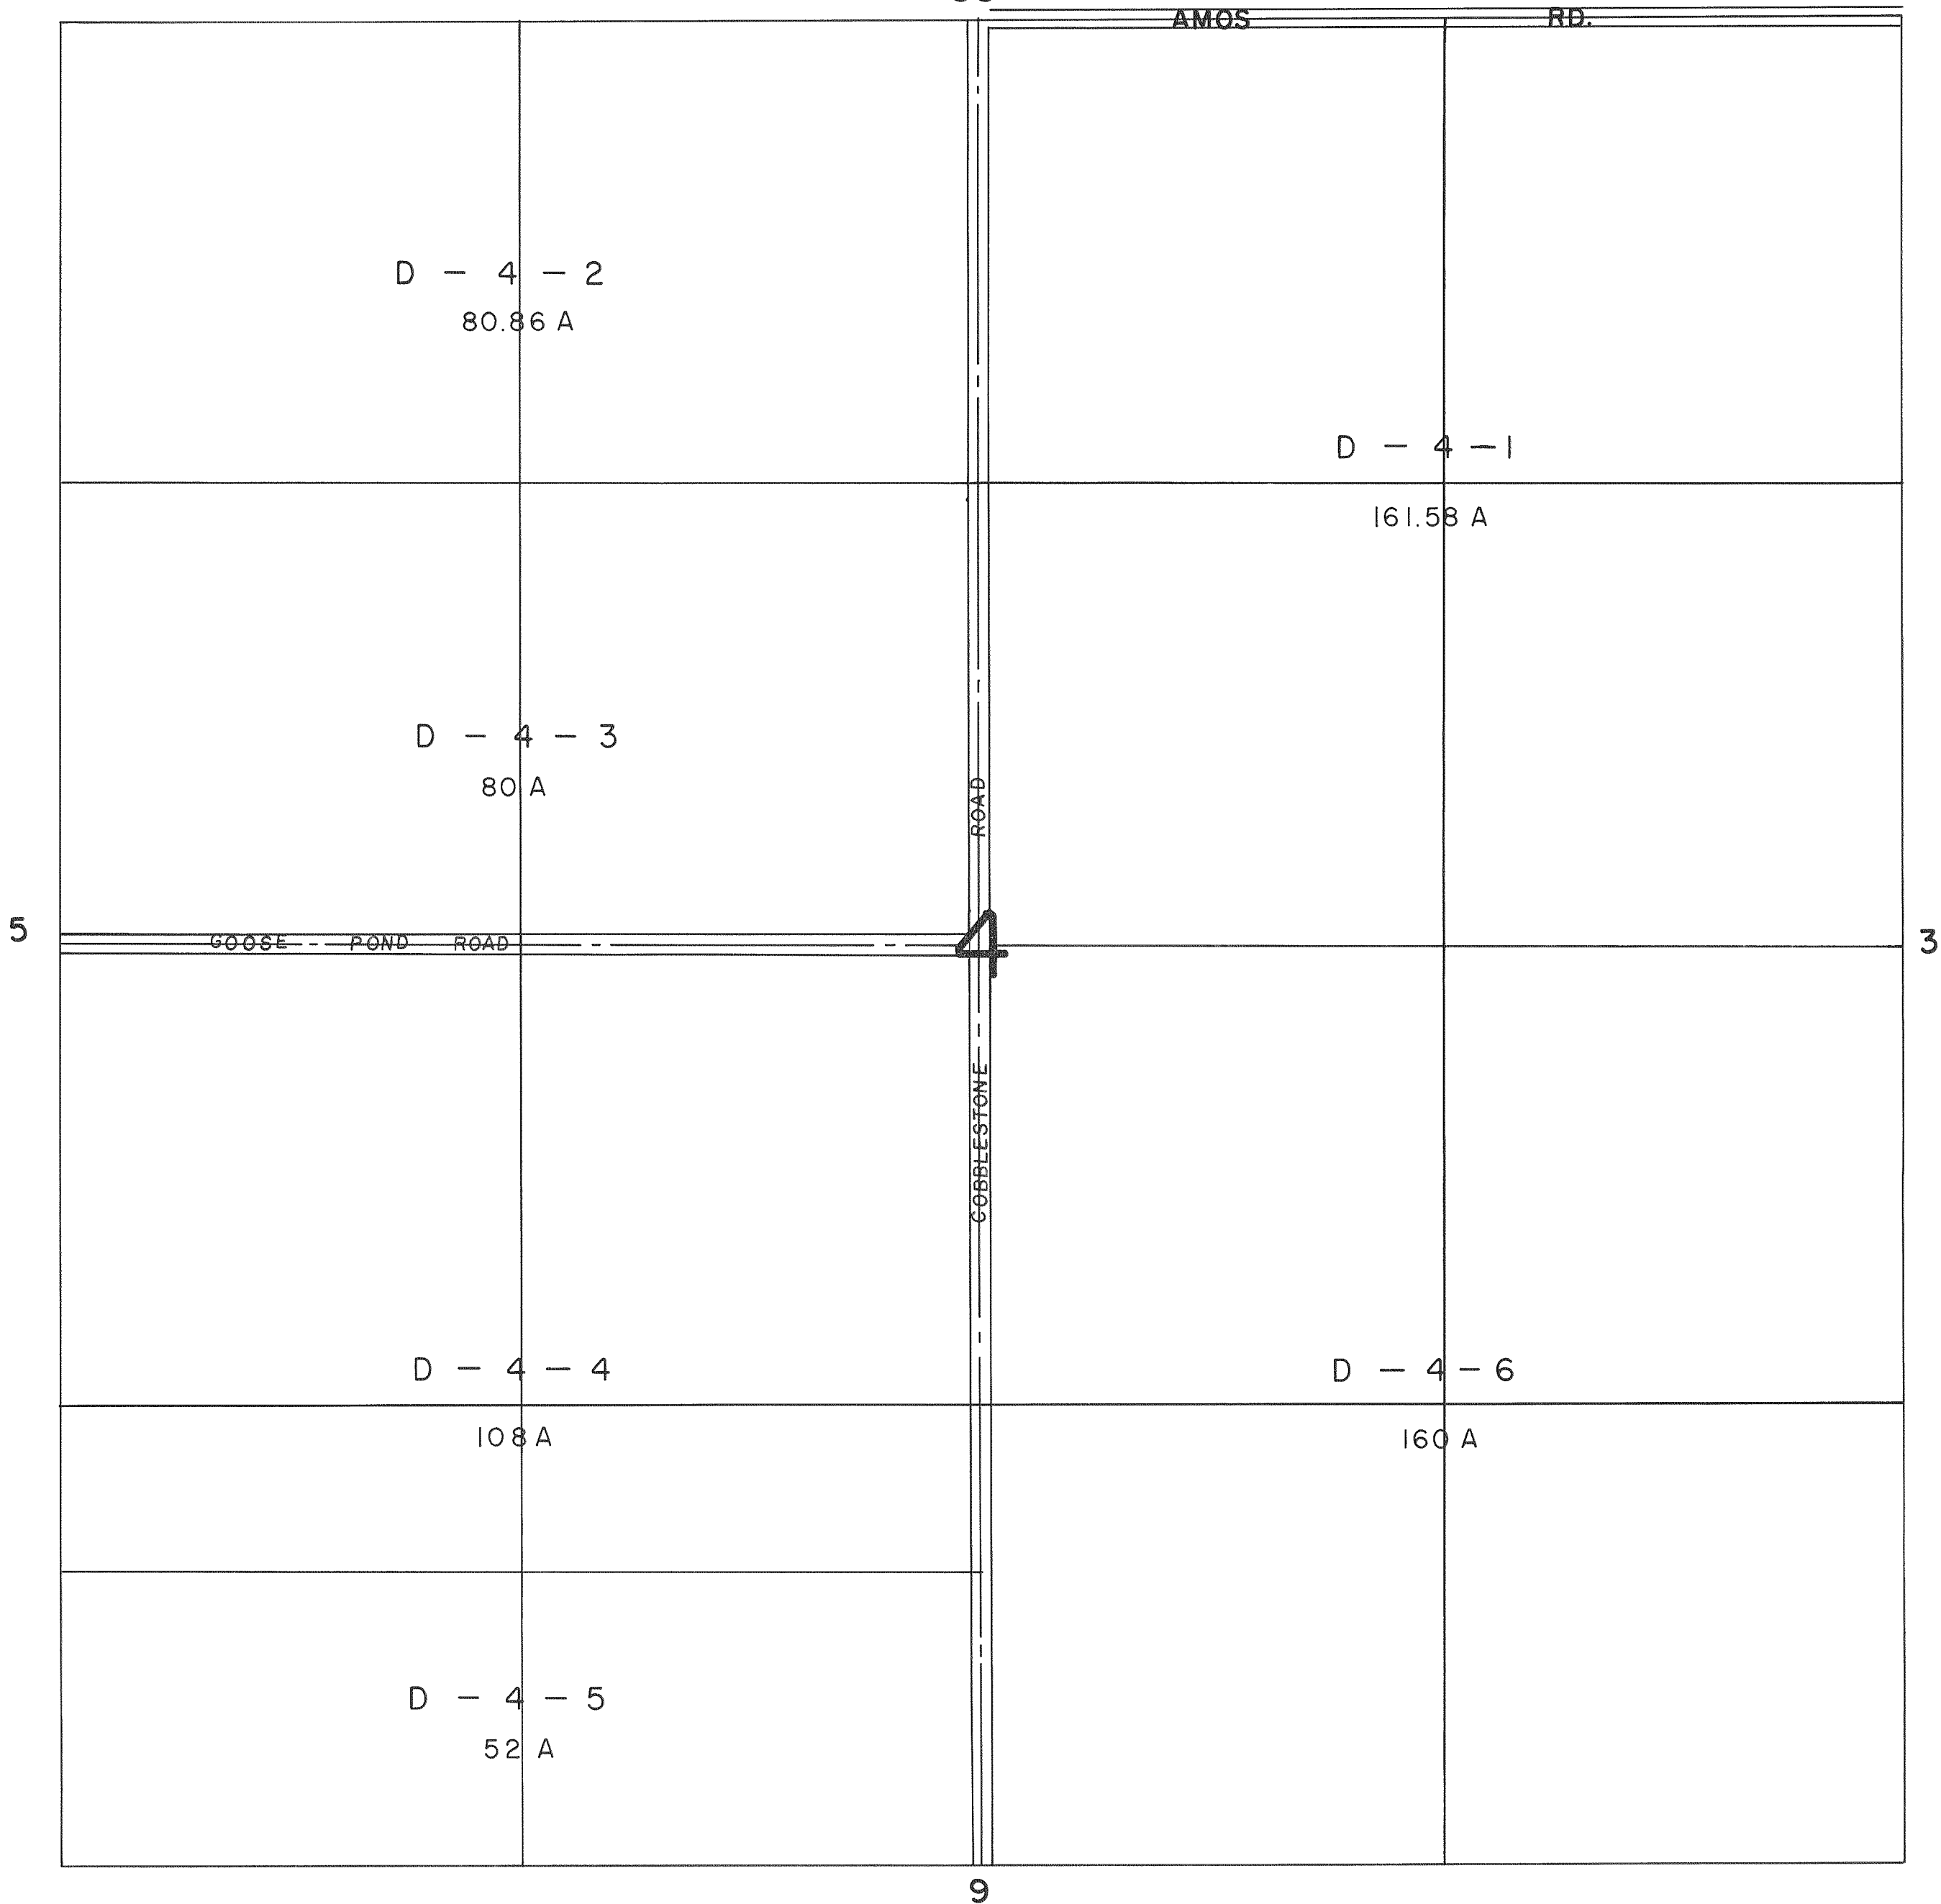 AMOS RD.
D - 4 - 2
80.86 A
D - 4 - 1
161.58 A
D - 4 - 3
80 A
ROAD
5
GOOSE POND ROAD
4
3
COBBLESTONE
D - 4 - 4
108 A
D - 4 - 6
160 A
D - 4 - 5
52 A
9